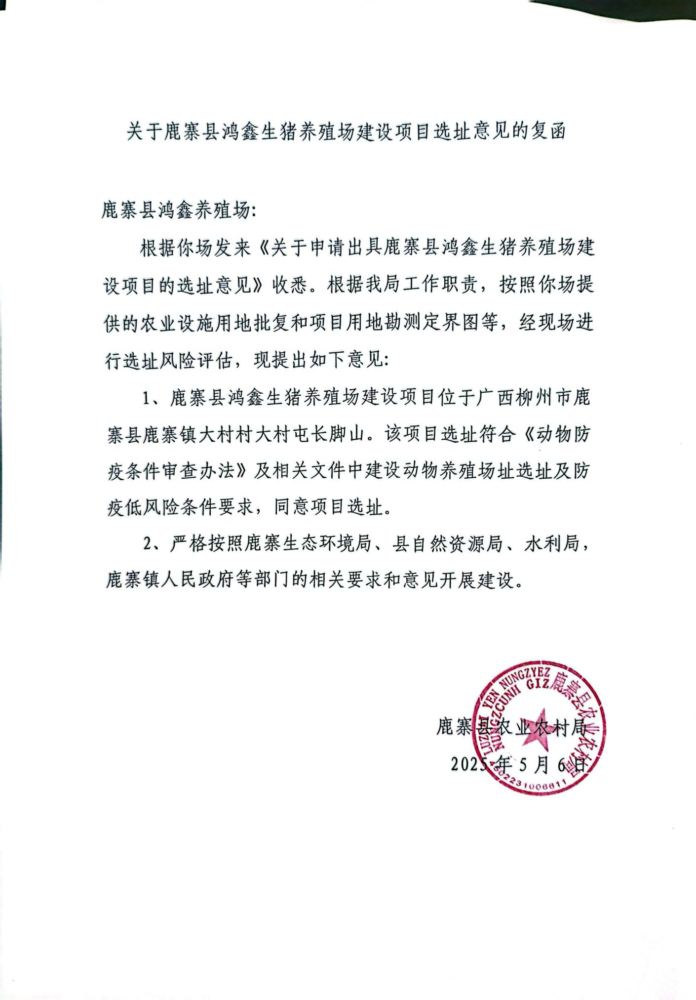 关于鹿寨县鸿鑫生猪养殖场建设项目选址意见的复函
鹿寨县鸿鑫养殖场：
根据你场发来《关于申请出具鹿寨县鸿鑫生猪养殖场建
设项目的选址意见》收悉。根据我局工作职责，按照你场提
供的农业设施用地批复和项目用地勘测定界图等，经现场进
行选址风险评估，现提出如下意见：
1、鹿寨县鸿鑫生猪养殖场建设项目位于广西柳州市鹿
寨县鹿寨镇大村村大村屯长脚山。该项目选址符合《动物防
疫条件审查办法》及相关文件中建设动物养殖场址选址及防
疫低风险条件要求，同意项目选址。
2、严格按照鹿寨生态环境局、县自然资源局、水利局，
鹿寨镇人民政府等部门的相关要求和意见开展建设。
鹿寨县农业农村局
2025年5月6日
LUZCAI YEN NUNGZYEZ
NUNGZCUNH GIZ
鹿寨县农业农村局
4502231006611